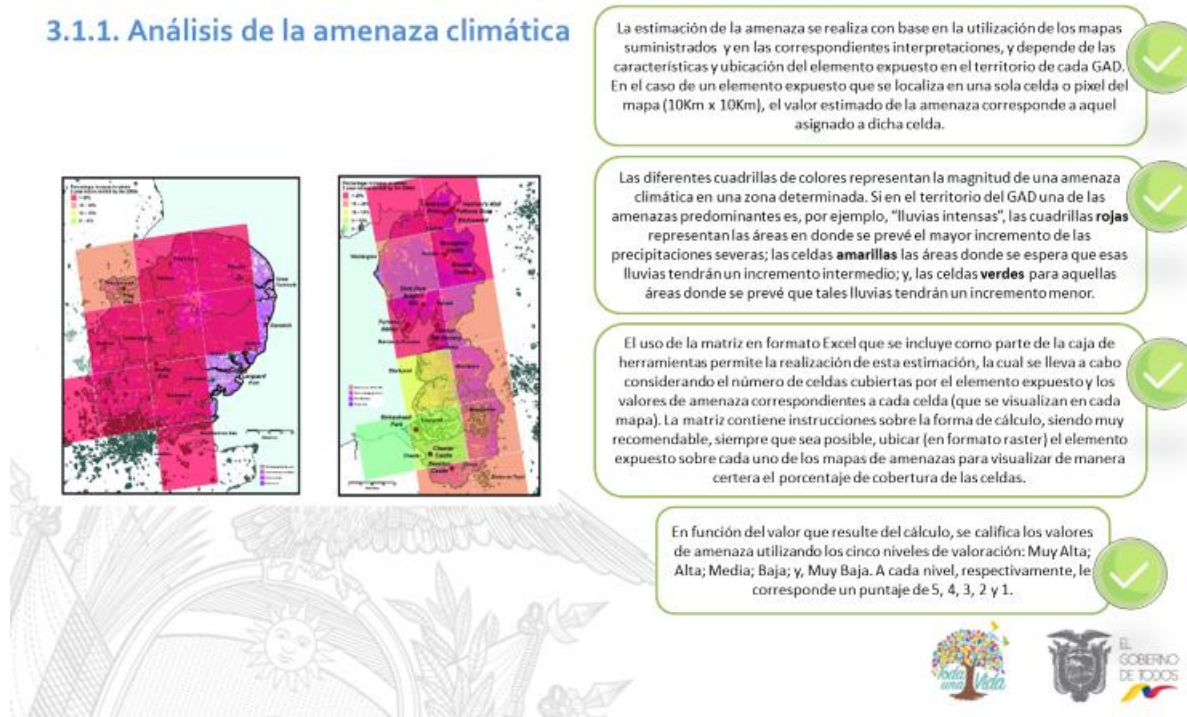 3.1.1. Análisis de la amenaza climática
La estimación de la amenaza se realiza con base en la utilización de los mapas
suministrados y en las correspondientes interpretaciones, y depende de las
características y ubicación del elemento expuesto en el territorio de cada GAD.
En el caso de un elemento expuesto que se localiza en una sola celda o pixel del
mapa (10Km x 10Km), el valor estimado de la amenaza corresponde a aquel
asignado a dicha celda.
Las diferentes cuadrillas de colores representan la magnitud de una amenaza
climática en una zona determinada. Si en el territorio del GAD una de las
amenazas predominantes es, por ejemplo, "lluvias intensas", las cuadrillas rojas
representan las áreas en donde se prevé el mayor incremento de las
precipitaciones severas; las celdas amarillas las áreas donde se espera que esas
lluvias tendrán un incremento intermedio; y, las celdas verdes para aquellas
áreas donde se prevé que tales lluvias tendrán un incremento menor.
El uso de la matriz en formato Excel que se incluye como parte de la caja de
herramientas permite la realización de esta estimación, la cual se lleva a cabo
considerando el número de celdas cubiertas por el elemento expuesto y los
valores de amenaza correspondientes a cada celda (que se visualizan en cada
mapa). La matriz contiene instrucciones sobre la forma de cálculo, siendo muy
recomendable, siempre que sea posible, ubicar (en formato raster) el elemento
expuesto sobre cada uno de los mapas de amenazas para visualizar de manera
certera el porcentaje de cobertura de las celdas.
En función del valor que resulte del cálculo, se califica los valores
de amenaza utilizando los cinco niveles de valoración: Muy Alta;
Alta; Media; Baja; y, Muy Baja. A cada nivel, respectivamente, le
corresponde un puntaje de 5, 4, 3, 2 y 1.
Toda
una Vida
EL
GOBIERNO
DE TODOS